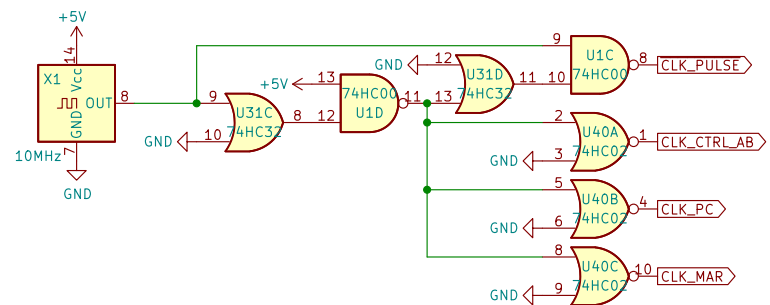 +5V
14
X1
Vcc
OUT
8
GND
7
10MHz
GND
9
U31C
74HC32
8
GND
10
+5V
13
74HC00
11
12
U1D
GND
12
U31D
74HC32
11
13
9
U1C
74HC00
8
CLK_PULSE
10
2
U40A
74HC02
1
CLK_CTRL_AB
GND
3
5
U40B
74HC02
4
CLK_PC
GND
6
8
U40C
74HC02
10
CLK_MAR
GND
9